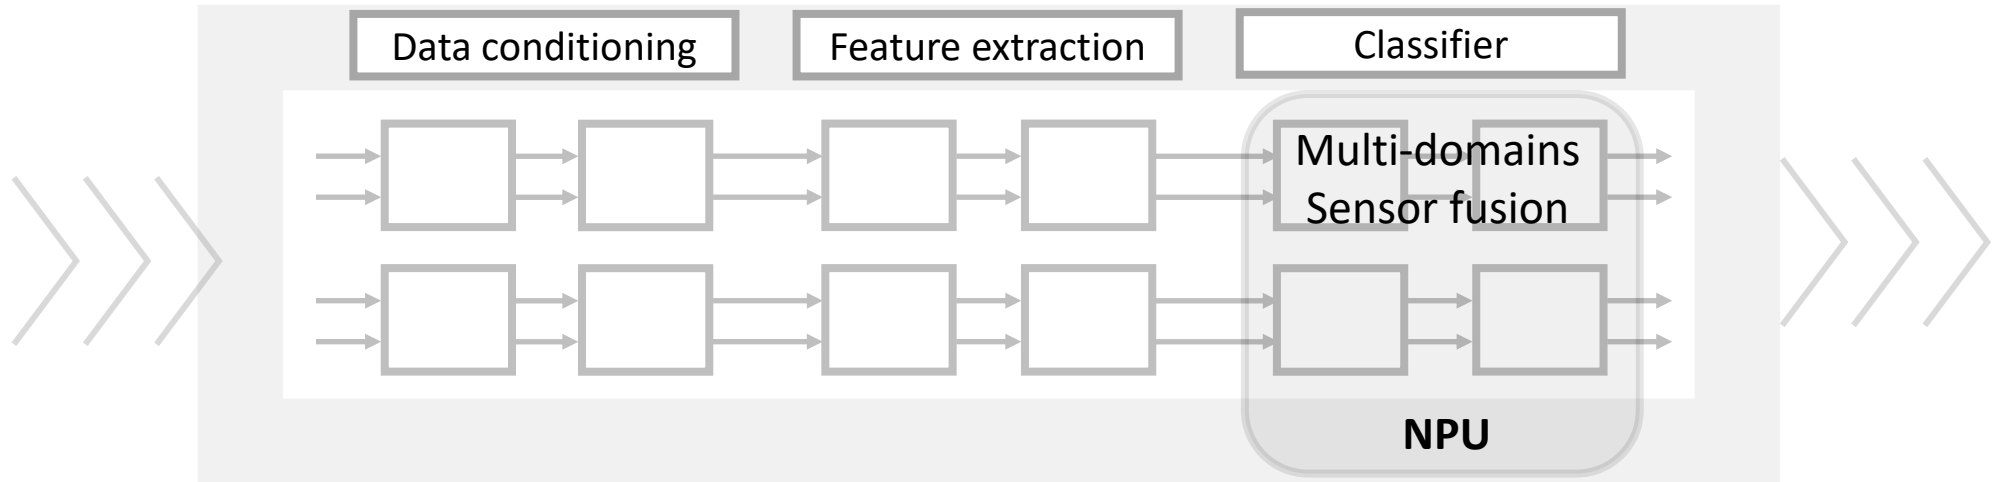 Data conditioning
Feature extraction
Classifier
Multi-domains
Sensor fusion
NPU